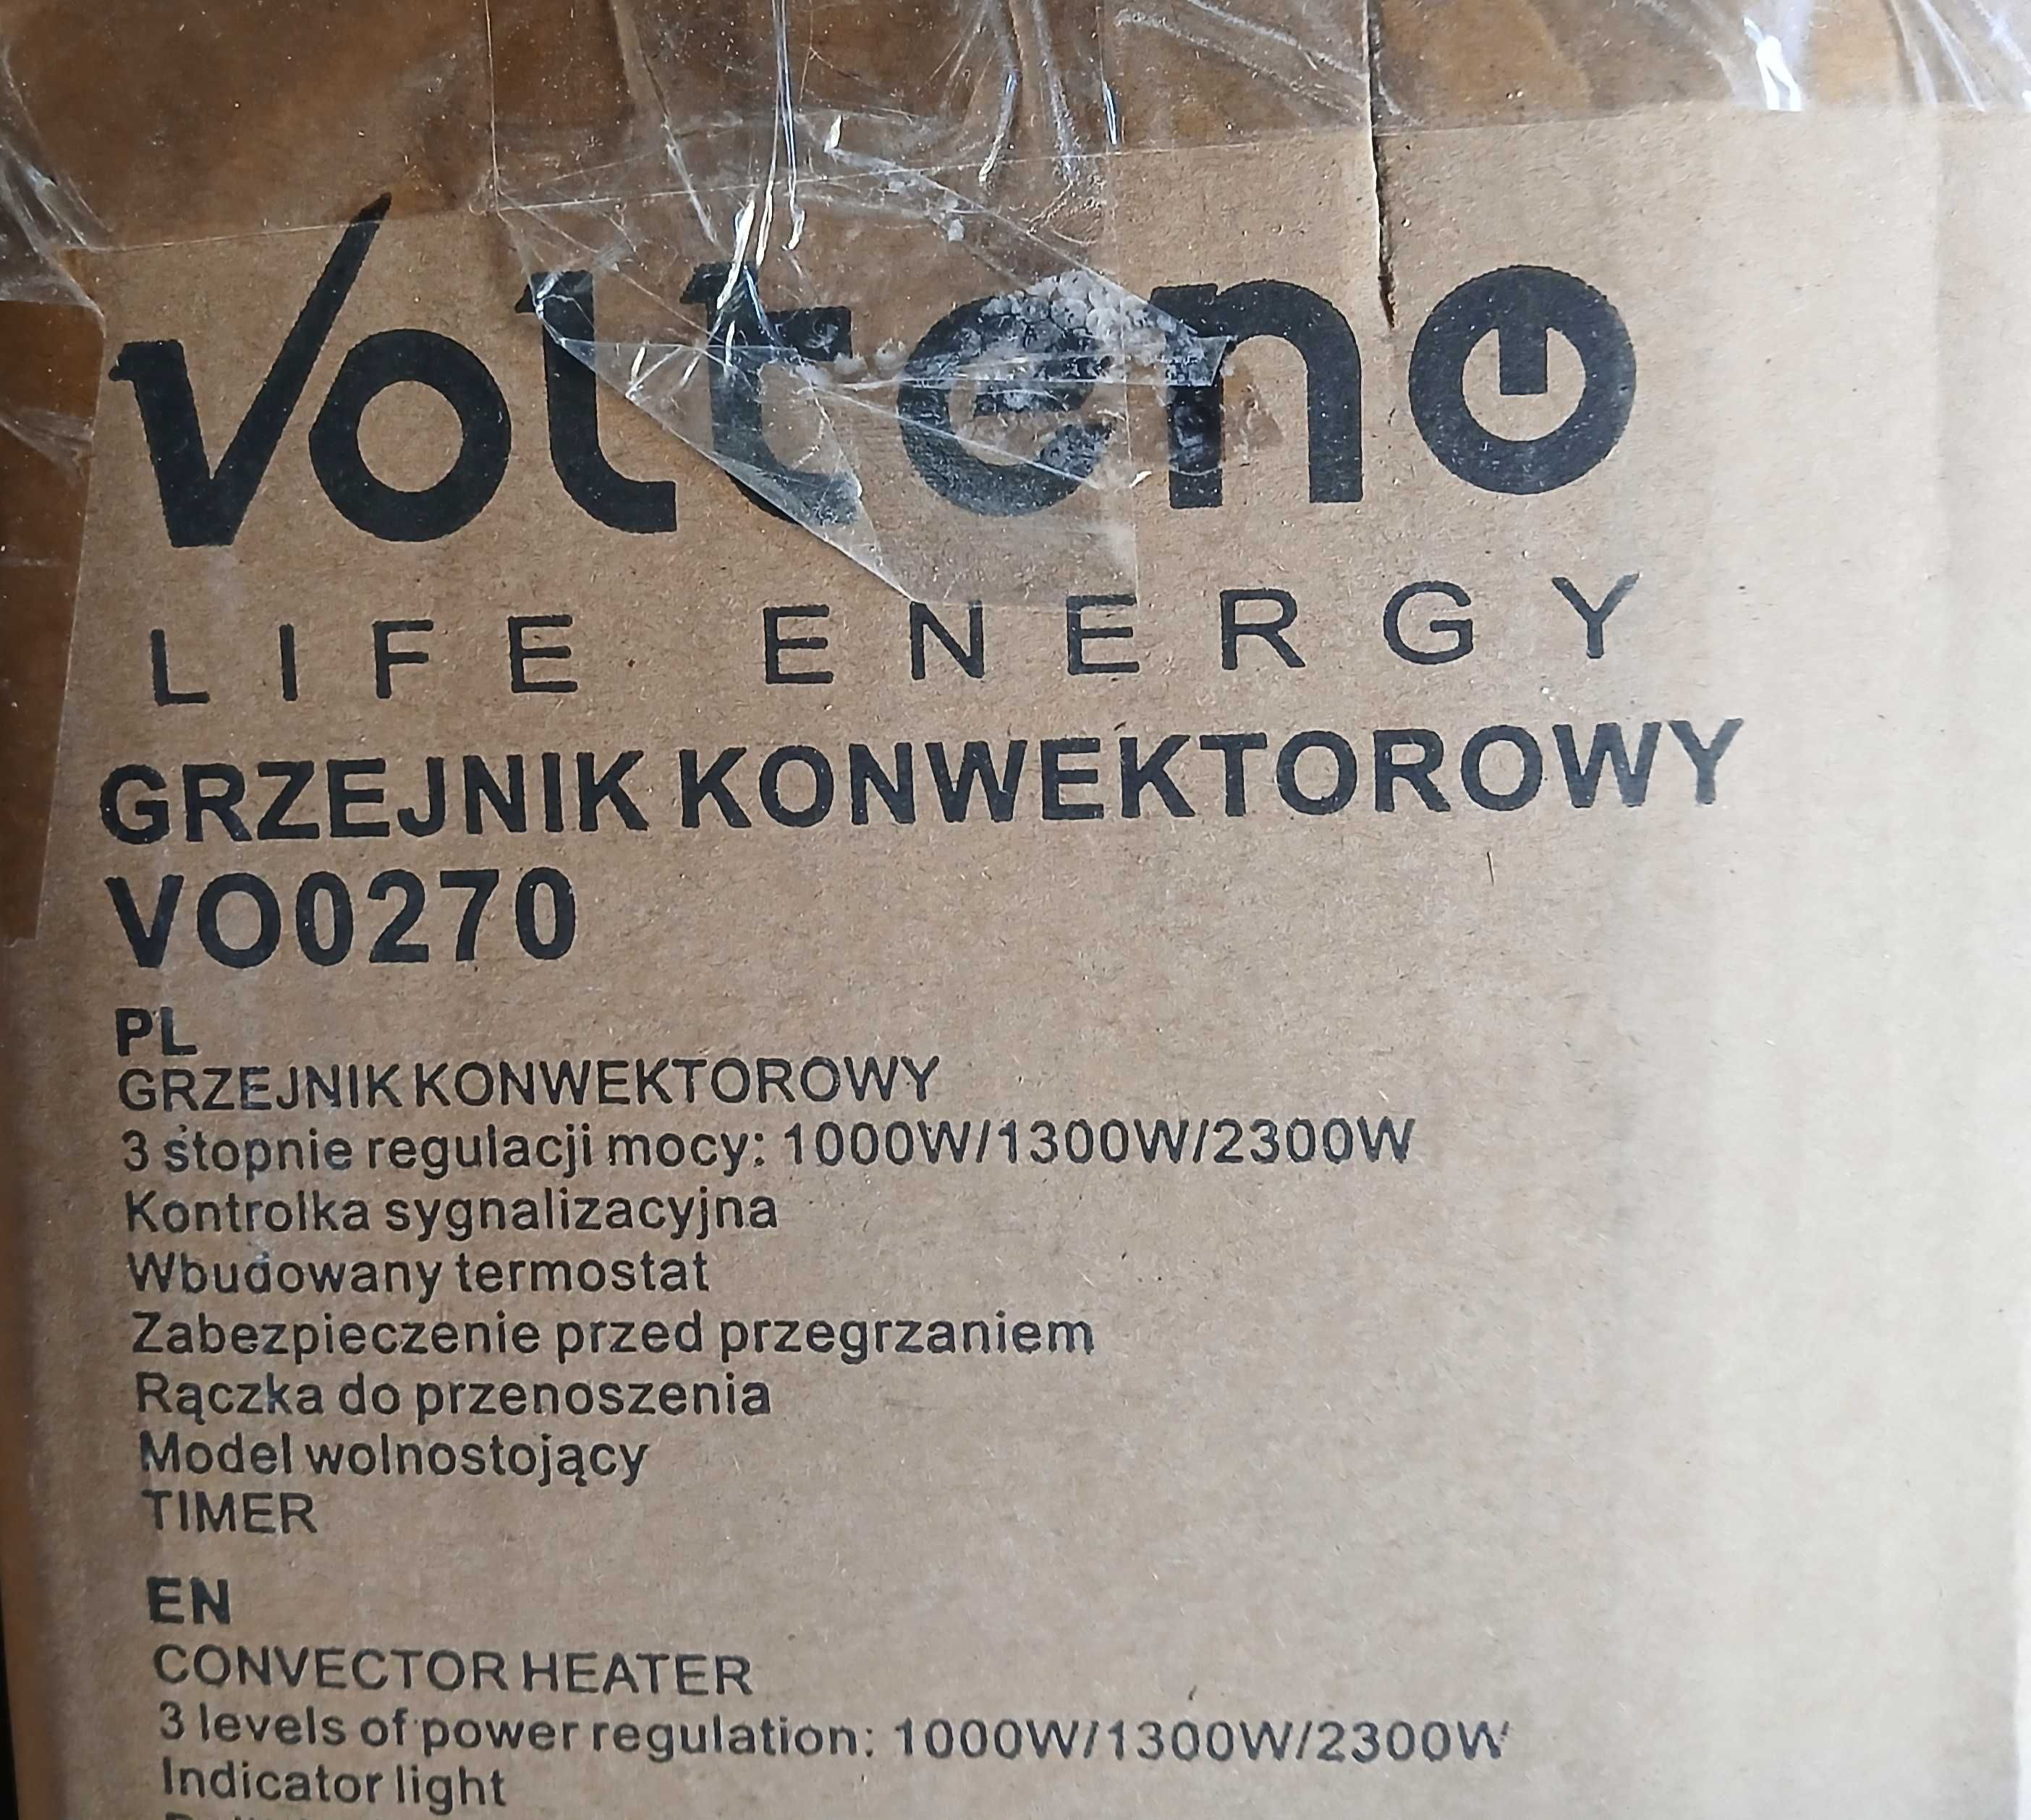 Volteno
LIFE ENERGY
GRZEJNIK KONWEKTOROWY
VO0270
PL
GRZEJNIK KONWEKTOROWY
3 stopnie regulacji mocy: 1000W/1300W/2300W
Kontrolka sygnalizacyjna
Wbudowany termostat
Zabezpieczenie przed przegrzaniem
Rączka do przenoszenia
Model wolnostojący
TIMER
EN
CONVECTOR HEATER
3 levels of power regulation: 1000W/1300W/2300W
Indicator light